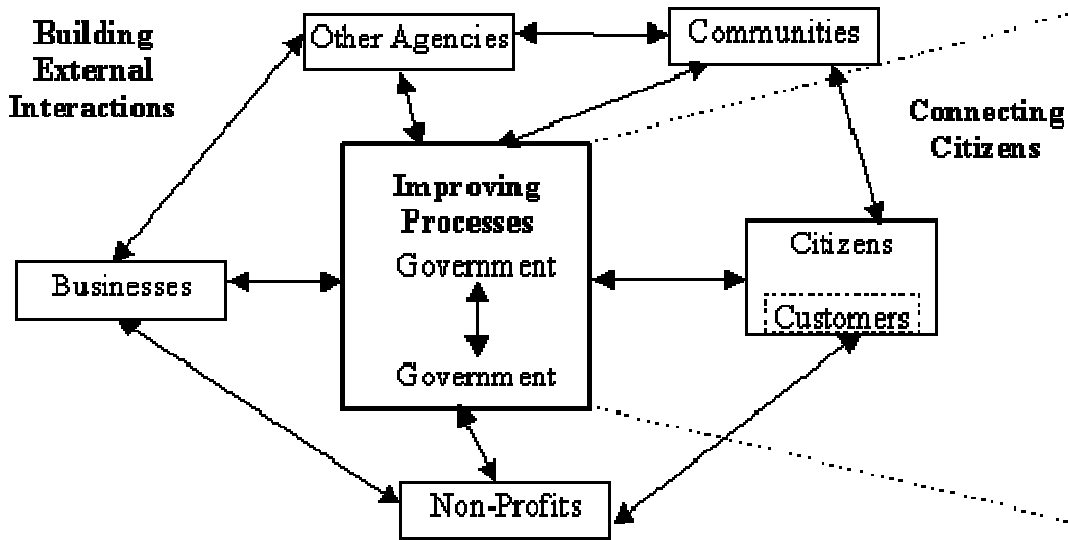 Building
External
Interactions
Other Agencies
Communities
Connecting
Citizens
Improving
Processes
Government
Government
Businesses
Citizens
Customers
Non-Profits